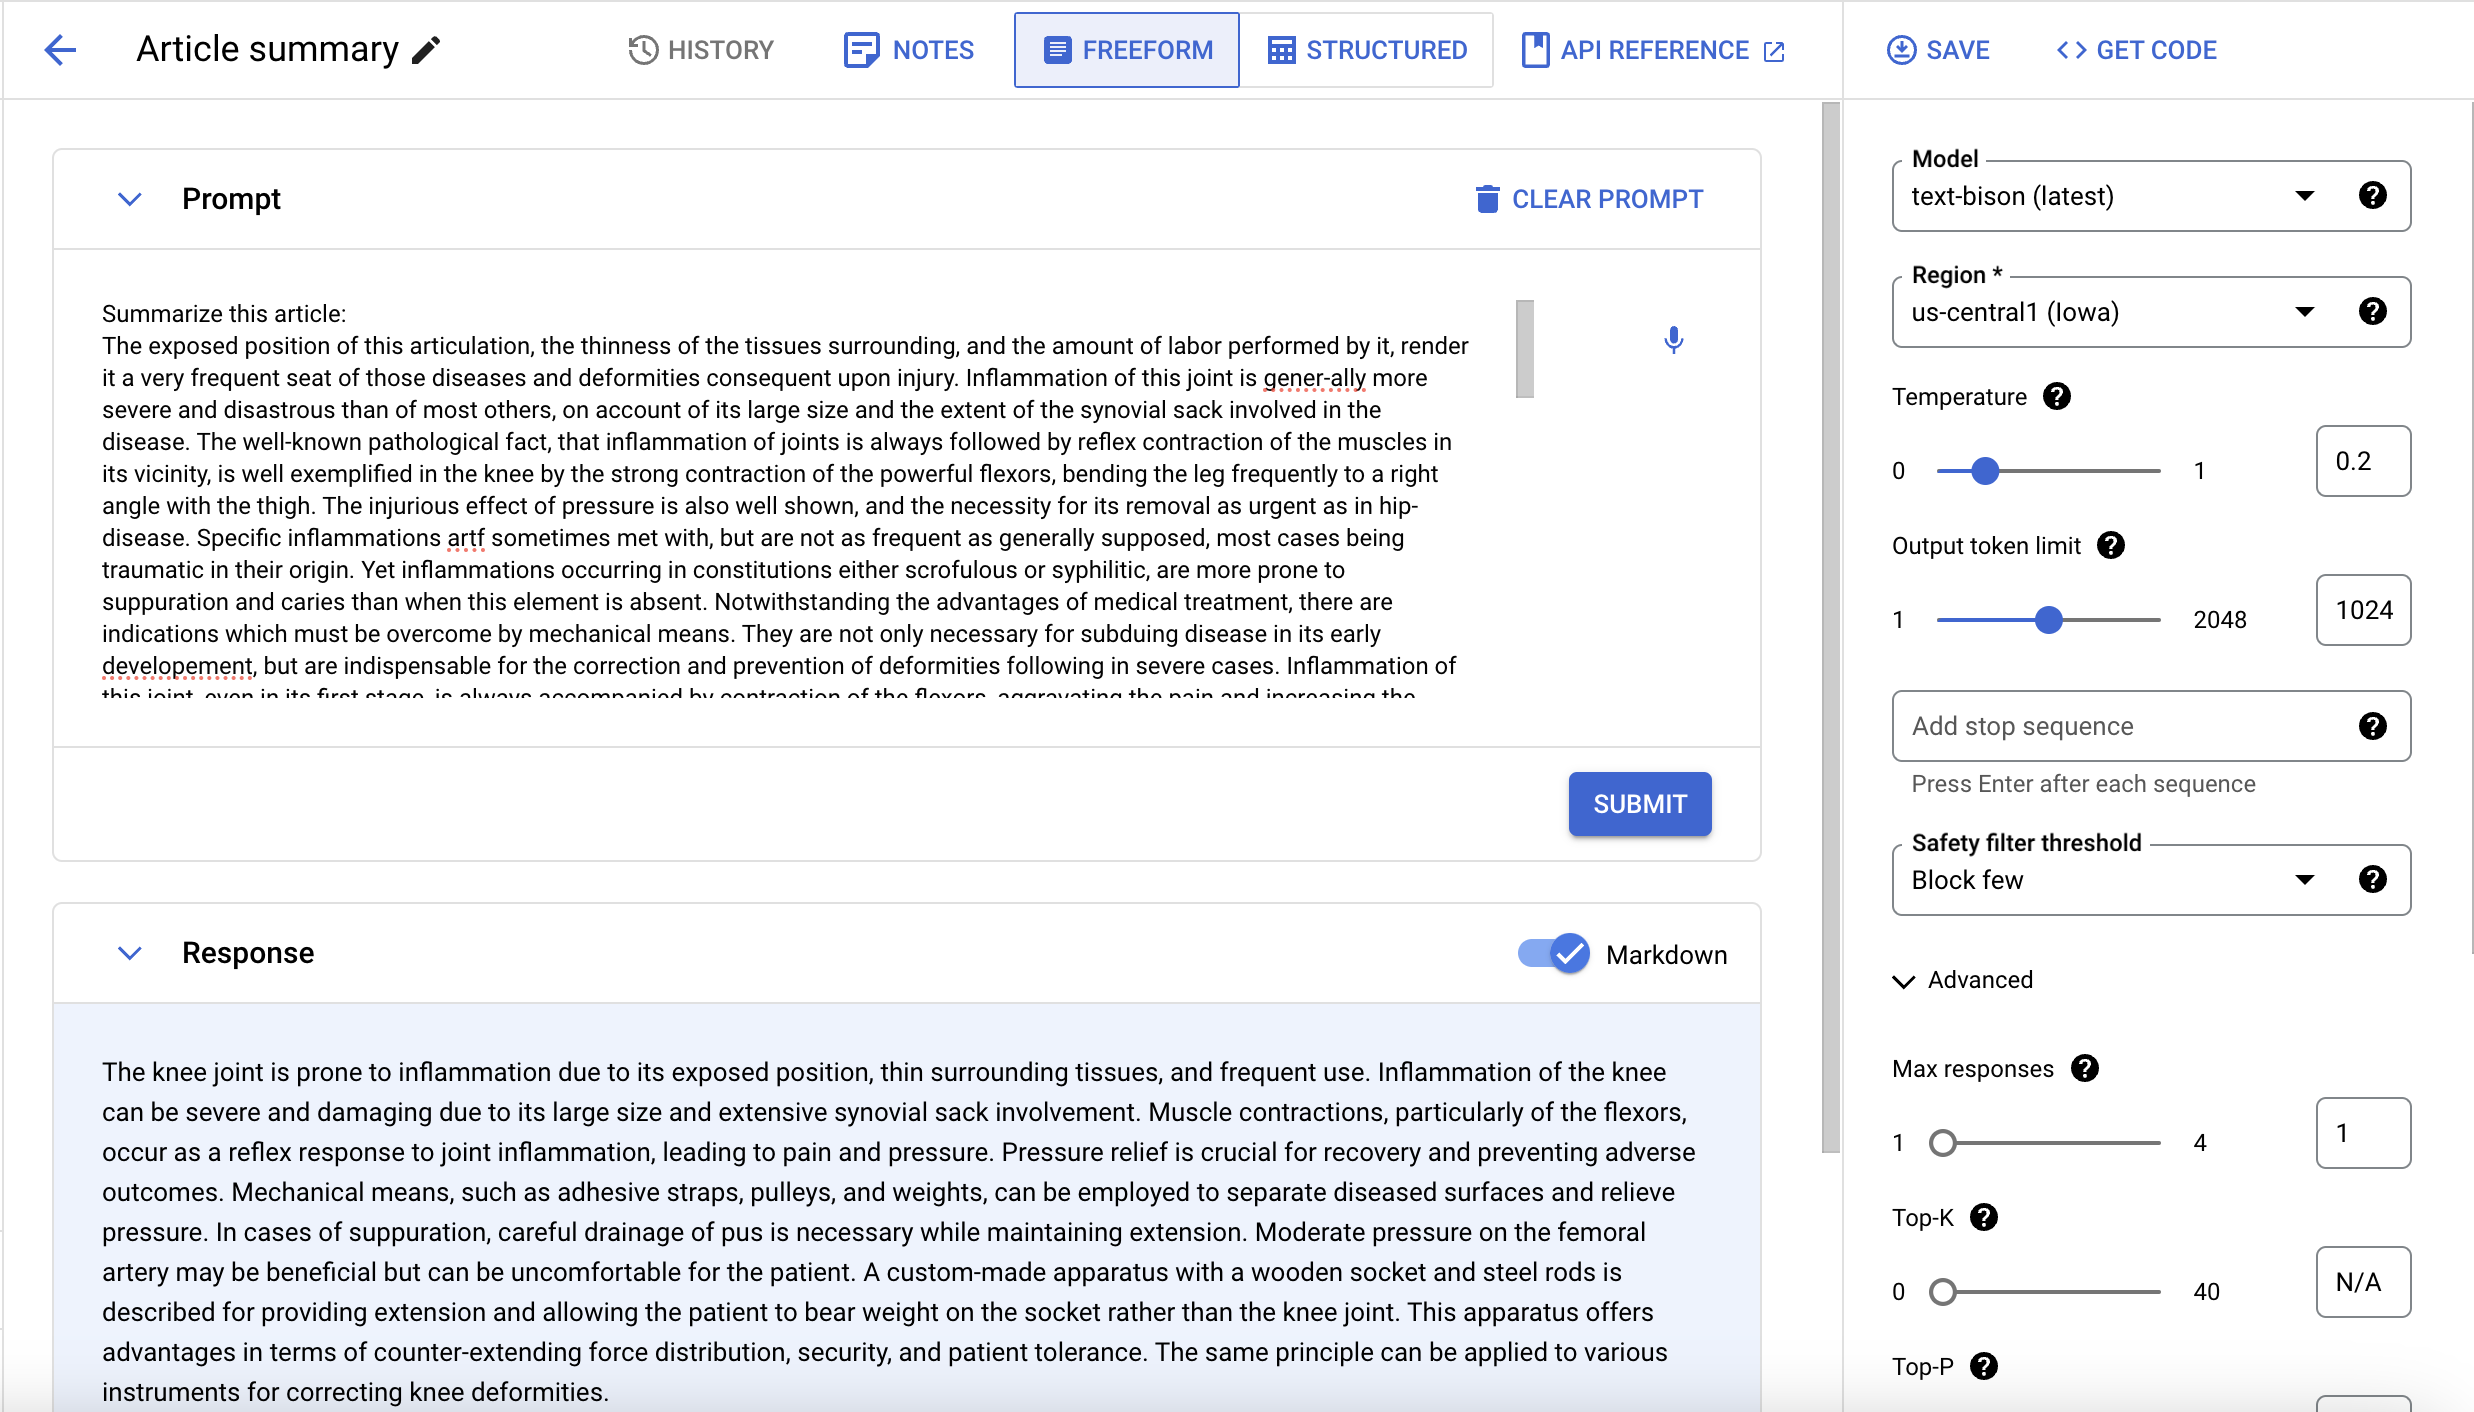 Article summary
HISTORY
NOTES
FREEFORM
STRUCTURED
API REFERENCE
SAVE
GET CODE
Prompt
CLEAR PROMPT
Summarize this article:
The exposed position of this articulation, the thinness of the tissues surrounding, and the amount of labor performed by it, render
it a very frequent seat of those diseases and deformities consequent upon injury. Inflammation of this joint is gener-ally more
severe and disastrous than of most others, on account of its large size and the extent of the synovial sack involved in the
disease. The well-known pathological fact, that inflammation of joints is always followed by reflex contraction of the muscles in
its vicinity, is well exemplified in the knee by the strong contraction of the powerful flexors, bending the leg frequently to a right
angle with the thigh. The injurious effect of pressure is also well shown, and the necessity for its removal as urgent as in hip-
disease. Specific inflammations artf sometimes met with, but are not as frequent as generally supposed, most cases being
traumatic in their origin. Yet inflammations occurring in constitutions either scrofulous or syphilitic, are more prone to
suppuration and caries than when this element is absent. Notwithstanding the advantages of medical treatment, there are
indications which must be overcome by mechanical means. They are not only necessary for subduing disease in its early
developement, but are indispensable for the correction and prevention of deformities following in severe cases. Inflammation of
this joint, even in its first stage, is always accompanied by contraction of the flexors, aggravating the pain and increasing the
SUBMIT
Response
Markdown
The knee joint is prone to inflammation due to its exposed position, thin surrounding tissues, and frequent use. Inflammation of the knee
can be severe and damaging due to its large size and extensive synovial sack involvement. Muscle contractions, particularly of the flexors,
occur as a reflex response to joint inflammation, leading to pain and pressure. Pressure relief is crucial for recovery and preventing adverse
outcomes. Mechanical means, such as adhesive straps, pulleys, and weights, can be employed to separate diseased surfaces and relieve
pressure. In cases of suppuration, careful drainage of pus is necessary while maintaining extension. Moderate pressure on the femoral
artery may be beneficial but can be uncomfortable for the patient. A custom-made apparatus with a wooden socket and steel rods is
described for providing extension and allowing the patient to bear weight on the socket rather than the knee joint. This apparatus offers
advantages in terms of counter-extending force distribution, security, and patient tolerance. The same principle can be applied to various
instruments for correcting knee deformities.
Model
text-bison (latest)
Region *
us-central1 (Iowa)
Temperature
0
1
0.2
Output token limit
1
2048
1024
Add stop sequence
Press Enter after each sequence
Safety filter threshold
Block few
Advanced
Max responses
1
4
1
Top-K
0
40
N/A
Top-P